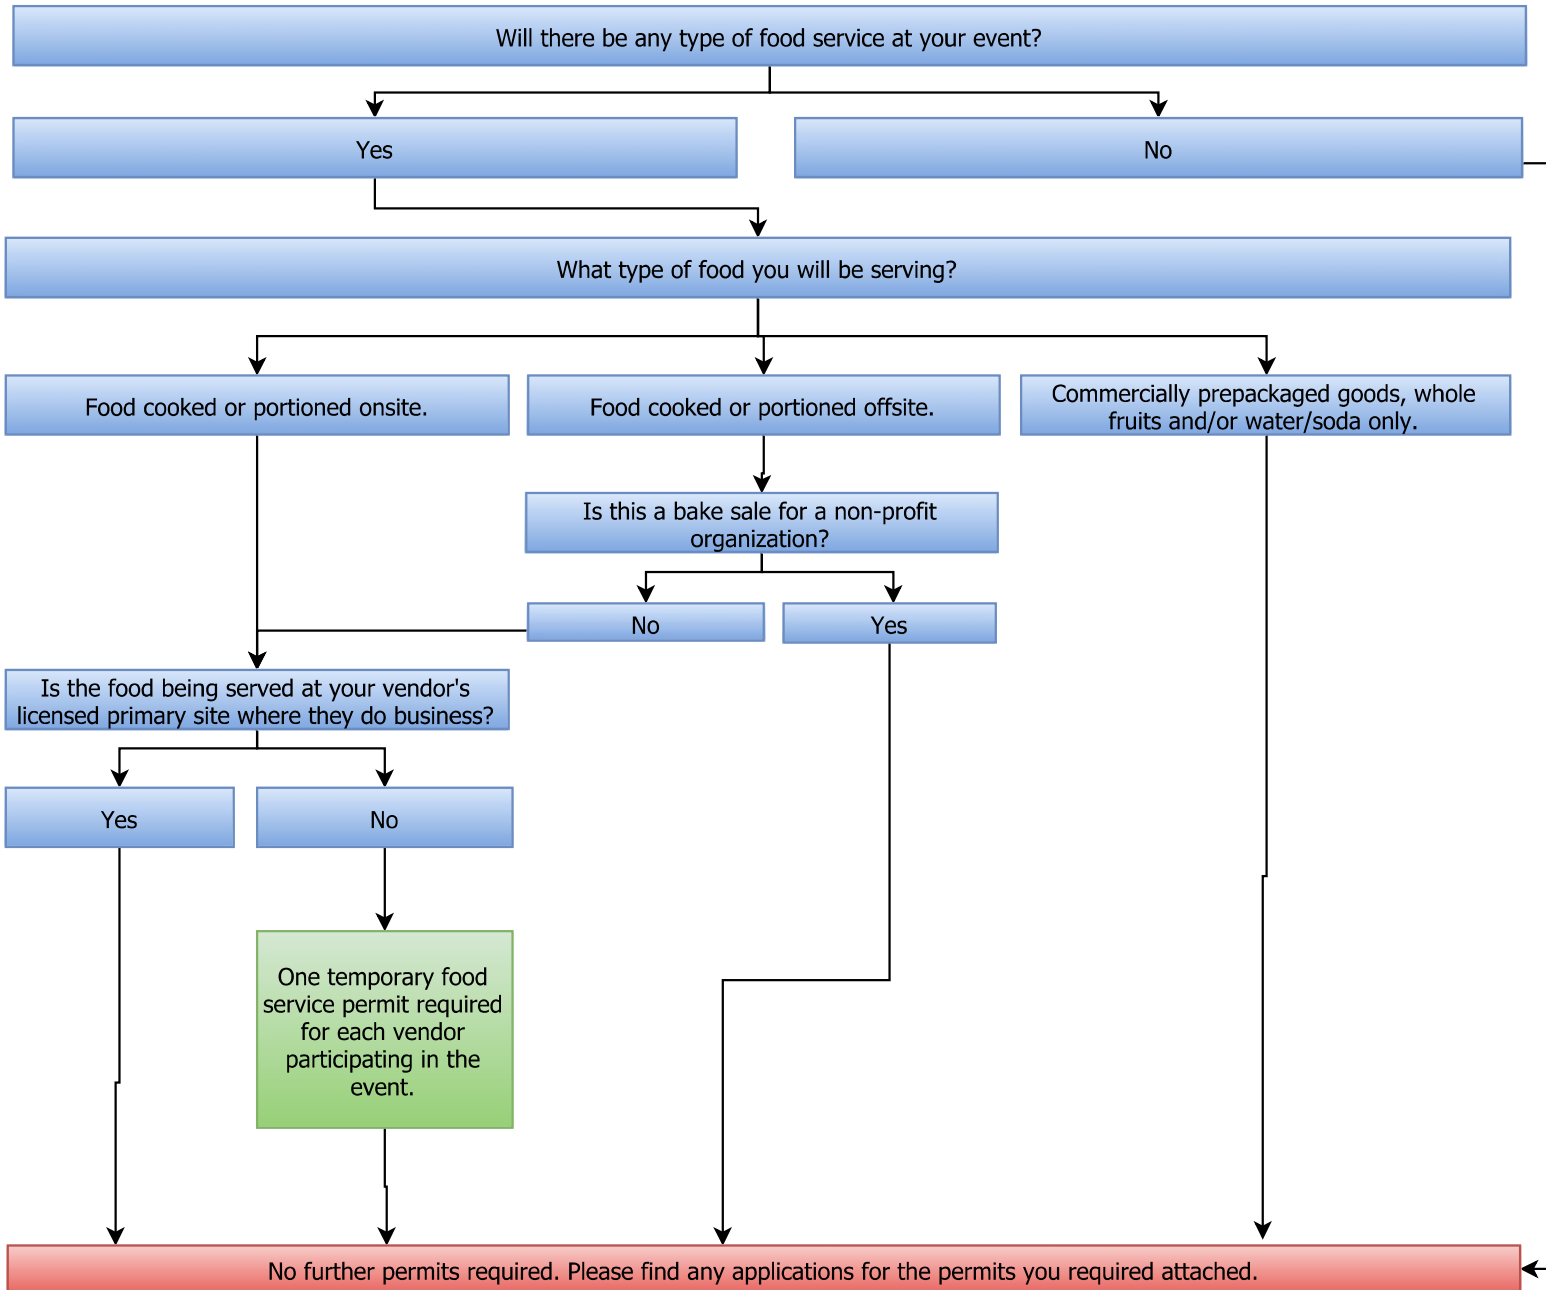 Will there be any type of food service at your event?
Yes
No
What type of food you will be serving?
Food cooked or portioned onsite.
Food cooked or portioned offsite.
Commercially prepackaged goods, whole
fruits and/or water/soda only.
Is this a bake sale for a non-profit
organization?
No
Yes
Is the food being served at your vendor's
licensed primary site where they do business?
Yes
No
One temporary food
service permit required
for each vendor
participating in the
event.
No further permits required. Please find any applications for the permits you required attached.